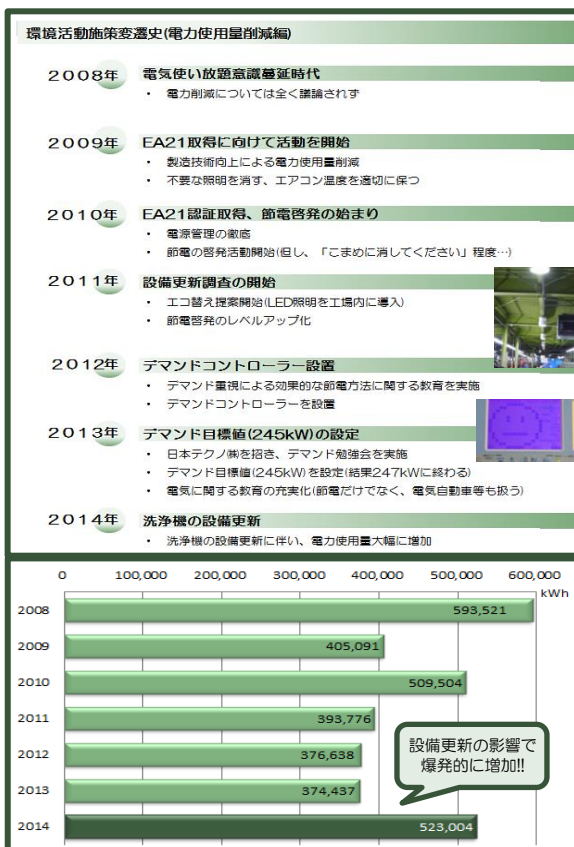 環境活動施策変遷史(電力使用量削減編)
2008年 電気使い放題意識蔓延時代
・ 電力削減については全く議論されず
2009年 EA21取得に向けて活動を開始
・ 製造技術向上による電力使用量削減
・ 不要な照明を消す、エアコン温度を適切に保つ
2010年 EA21認証取得、節電啓発の始まり
・ 電源管理の徹底
・ 節電の啓発活動開始(但し、「こまめに消してください」程度…)
2011年 設備更新調査の開始
・ エコ替え提案開始(LED照明を工場内に導入)
・ 節電啓発のレベルアップ化
2012年 デマンドコントローラー設置
・ デマンド重視による効果的な節電方法に関する教育を実施
・ デマンドコントローラーを設置
2013年 デマンド目標値(245kW)の設定
・ 日本テクノ㈱を招き、デマンド勉強会を実施
・ デマンド目標値(245kW)を設定(結果247kWに終わる)
・ 電気に関する教育の充実化(節電だけでなく、電気自動車等も扱う)
2014年 洗浄機の設備更新
・ 洗浄機の設備更新に伴い、電力使用量大幅に増加
0 100,000 200,000 300,000 400,000 500,000 600,000
kWh
2008 593,521
2009 405,091
2010 509,504
2011 393,776
2012 376,638
2013 374,437
2014 523,004
設備更新の影響で
爆発的に増加!!